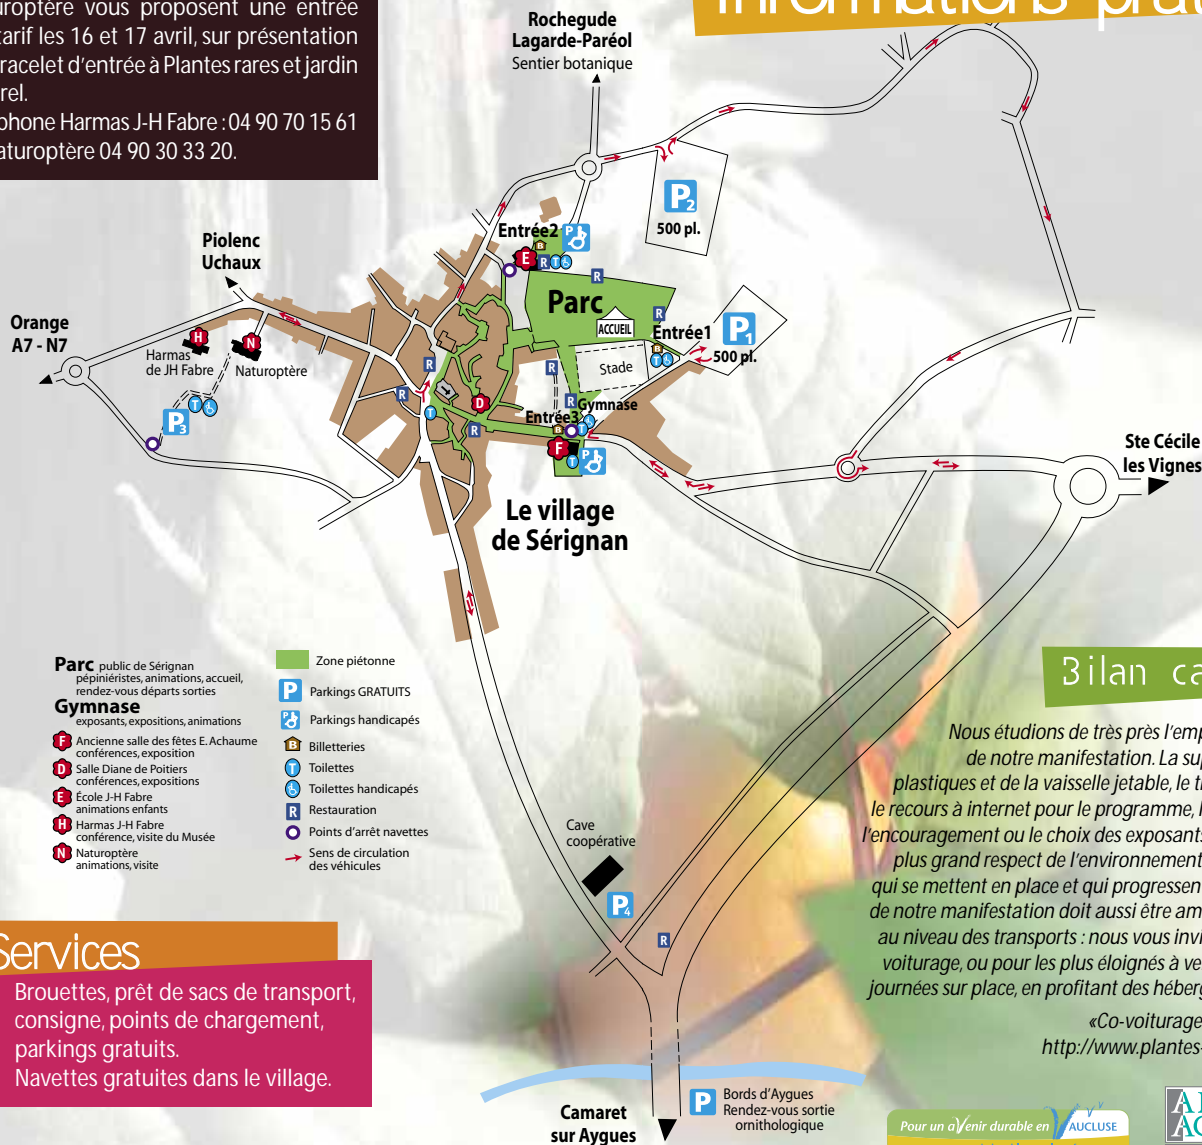 uroptère vous proposent une entrée
tarif les 16 et 17 avril, sur présentation
racelet d'entrée à Plantes rares et jardin
rel.
phone Harmas J-H Fabre : 04 90 70 15 61
aturoptère 04 90 30 33 20.
Informations
Rochegude
Lagarde-Paréol
Sentier botanique
P2
500 pl.
Piolenc
Uchaux
Entrée2
B
P
E
R
T
R
Parc
ACCUEIL
R
Entrée1
B
T
P1
500 pl.
Orange
A7 - N7
H
Harmas
de JH Fabre
N
Naturoptère
T
P3
Stade
R
R
R
R
D
T
R
Gymnase
Entrée3
B
T
F
T
P
Ste Cécile
les Vignes
Le village
de Sérignan
Parc public de Sérignan
pépiniéristes, animations, accueil,
rendez-vous départs sorties
Gymnase
exposants, expositions, animations
F Ancienne salle des fêtes E. Achaume
conférences, exposition
D Salle Diane de Poitiers
conférences, expositions
E École J-H Fabre
animations enfants
H Harmas J-H Fabre
conférence, visite du Musée
N Naturoptère
animations, visite
Zone piétonne
P Parkings GRATUITS
P Parkings handicapés
B Billetteries
T Toilettes
Toilettes handicapés
R Restauration
Points d'arrêt navettes
Sens de circulation
des véhicules
Cave
coopérative
P4
R
Bilan ca
Nous étudions de très près l'emp
de notre manifestation. La sup
plastiques et de la vaisselle jetable, le t
le recours à internet pour le programme, l
l'encouragement ou le choix des exposants
plus grand respect de l'environnement
qui se mettent en place et qui progressen
de notre manifestation doit aussi être am
au niveau des transports : nous vous invi
voiturage, ou pour les plus éloignés à ve
journées sur place, en profitant des héberg
«Co-voiturage
http://www.plantes-
Services
Brouettes, prêt de sacs de transport,
consigne, points de chargement,
parkings gratuits.
Navettes gratuites dans le village.
Camaret
sur Aygues
P Bords d'Aygues
Rendez-vous sortie
ornithologique
Pour un aVenir durable en VAUCLUSE